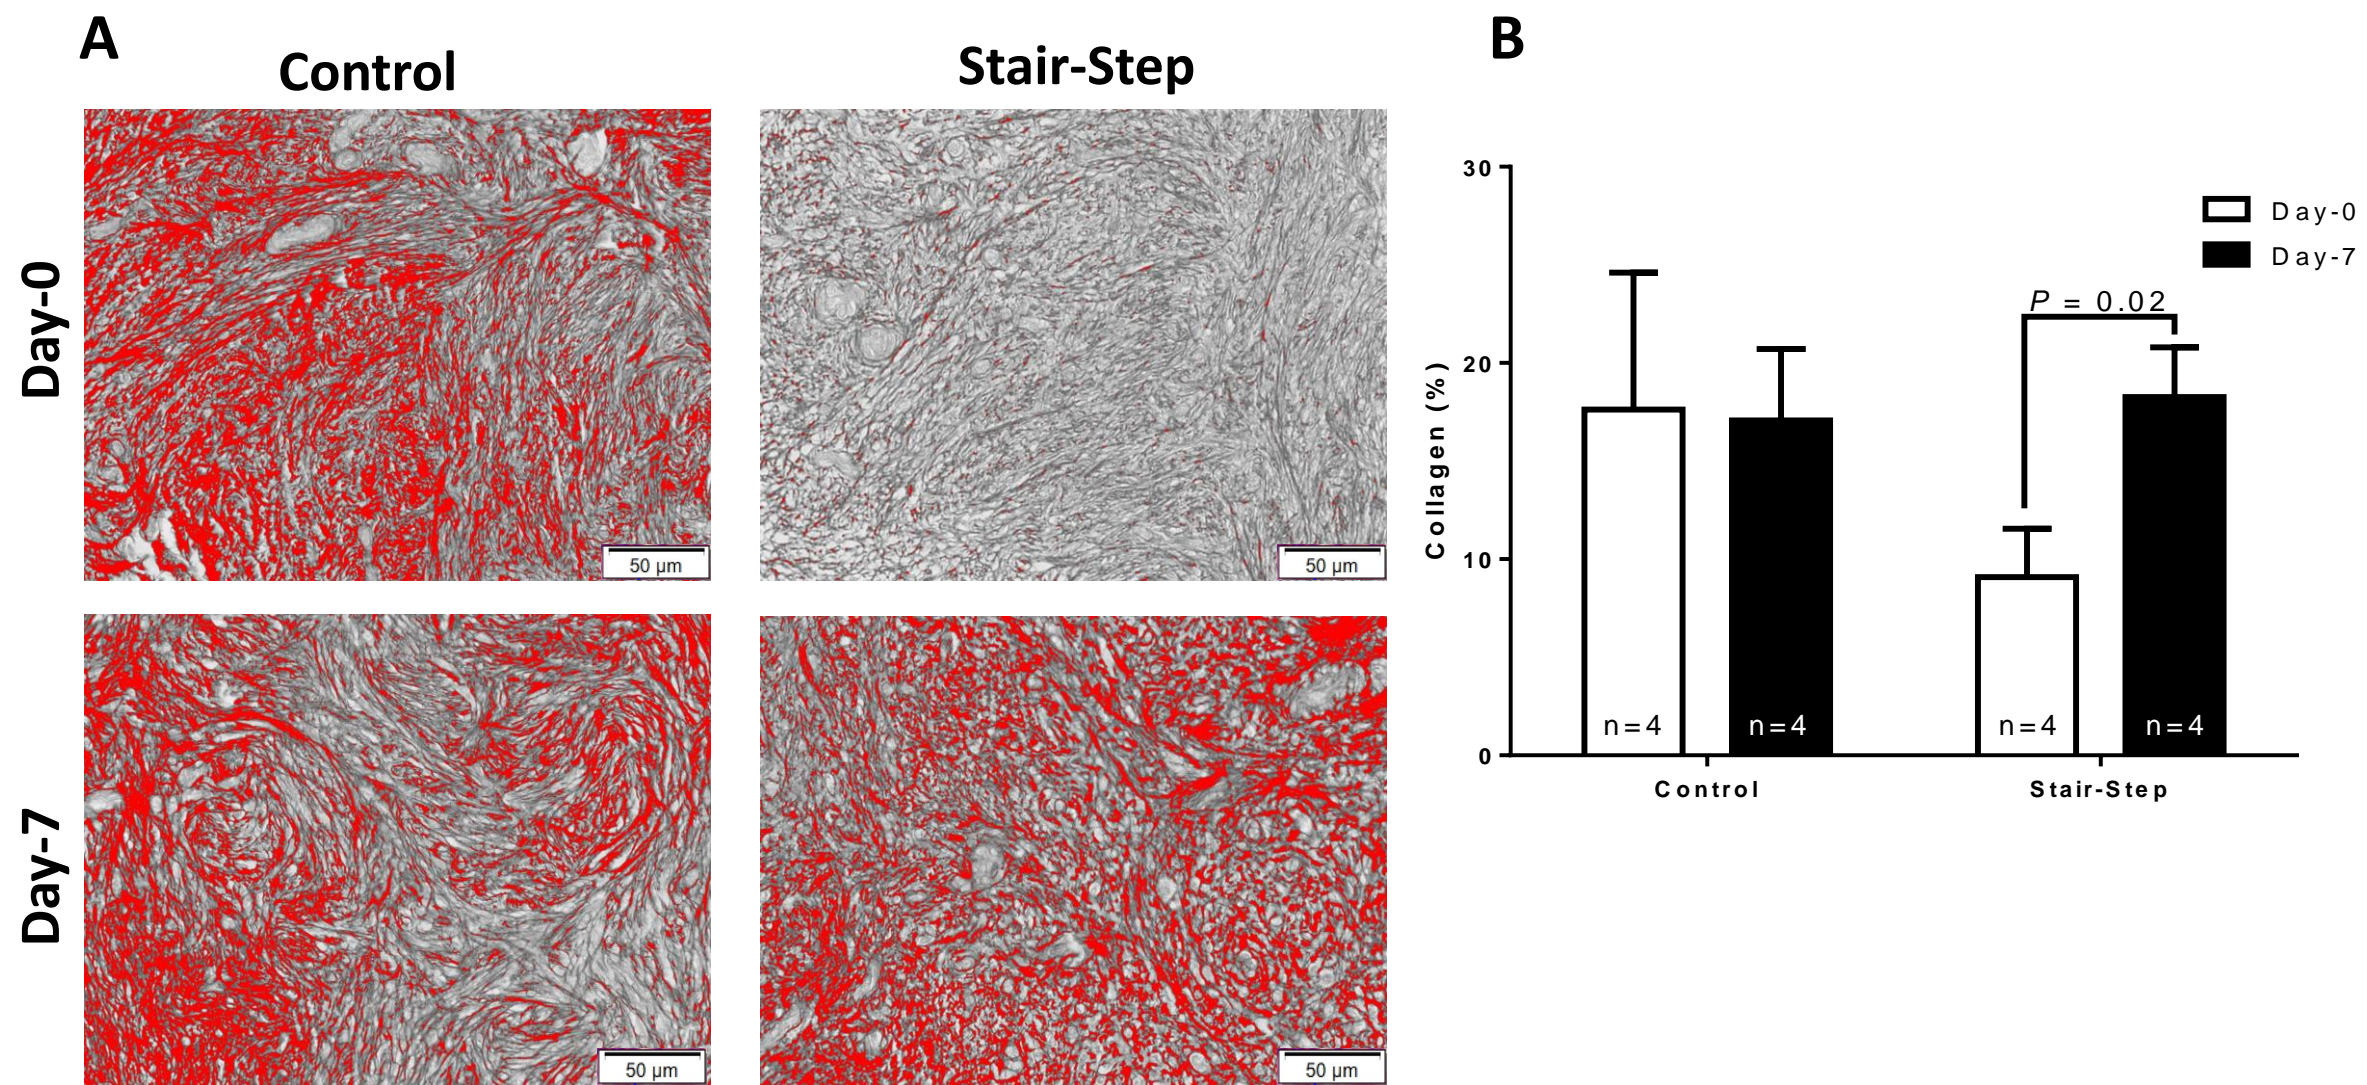 A
Control
Stair-Step
Day-0
50 µm
50 µm
Day-7
50 µm
50 µm
B
Collagen (%)
30
20
10
0
Day-0
Day-7
P = 0.02
n=4
n=4
n=4
n=4
Control
Stair-Step